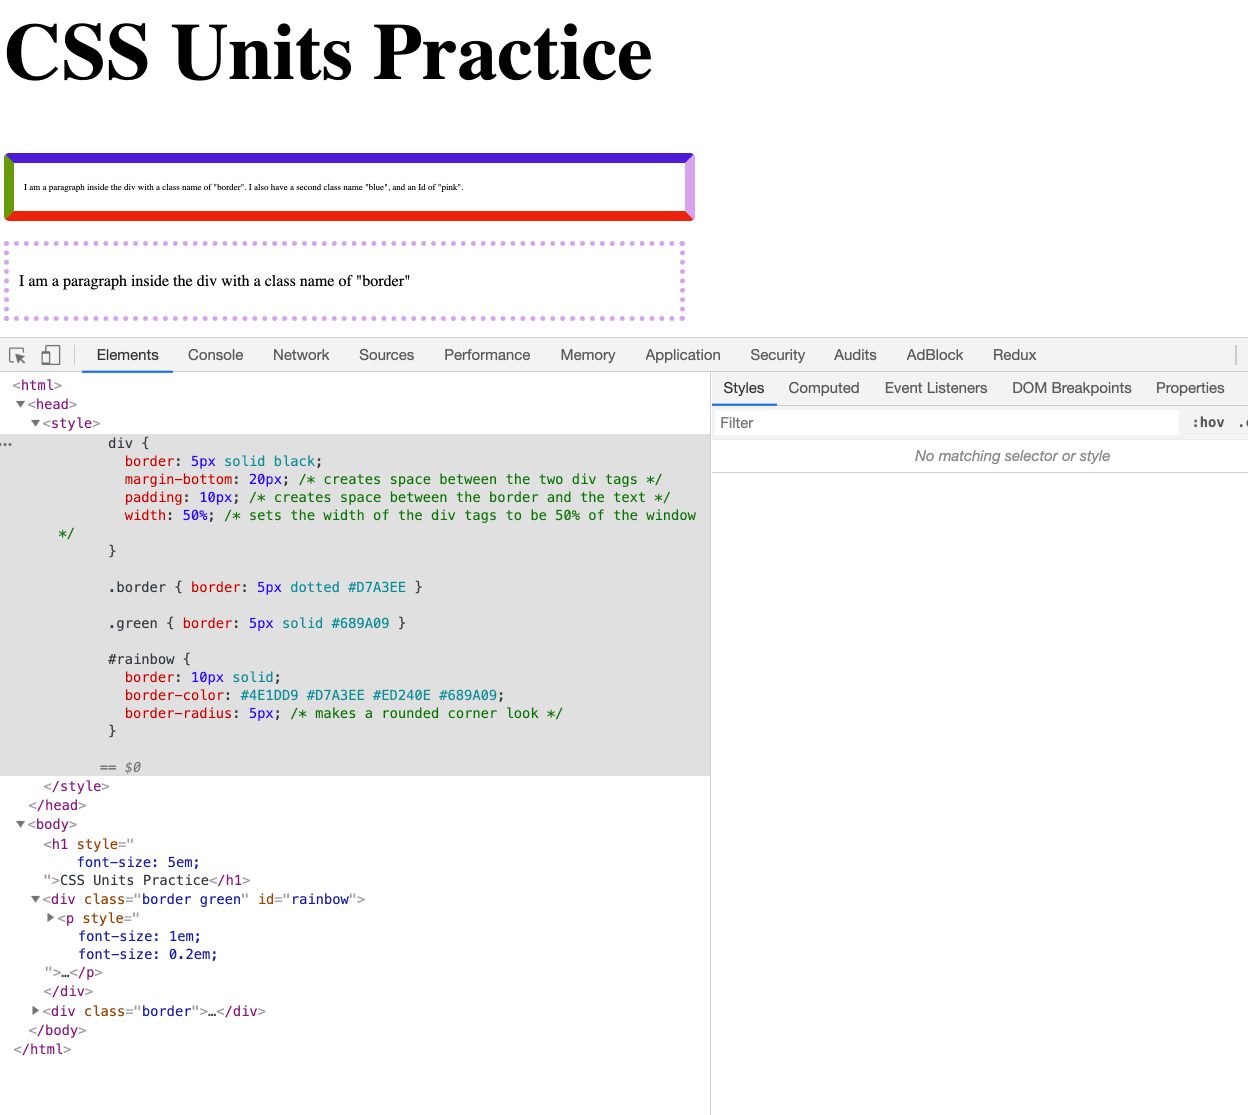 CSS Units Practice
I am a paragraph inside the div with a class name of "border". I also have a second class name "blue", and an Id of "pink".
I am a paragraph inside the div with a class name of "border"
Elements Console Network Sources Performance Memory Application Security Audits AdBlock Redux
<html>
<head>
<style>
div {
border: 5px solid black;
margin-bottom: 20px; /* creates space between the two div tags */
padding: 10px; /* creates space between the border and the text */
width: 50%; /* sets the width of the div tags to be 50% of the window
*/
}
.border { border: 5px dotted #D7A3EE }
.green { border: 5px solid #689A09 }
#rainbow {
border: 10px solid;
border-color: #4E1DD9 #D7A3EE #ED240E #689A09;
border-radius: 5px; /* makes a rounded corner look */
}
== $0
</style>
</head>
<body>
<h1 style="
font-size: 5em;
">CSS Units Practice</h1>
<div class="border green" id="rainbow">
<p style="
font-size: 1em;
font-size: 0.2em;
">…</p>
</div>
<div class="border">…</div>
</body>
</html>
Styles Computed Event Listeners DOM Breakpoints Properties
Filter :hov
No matching selector or style